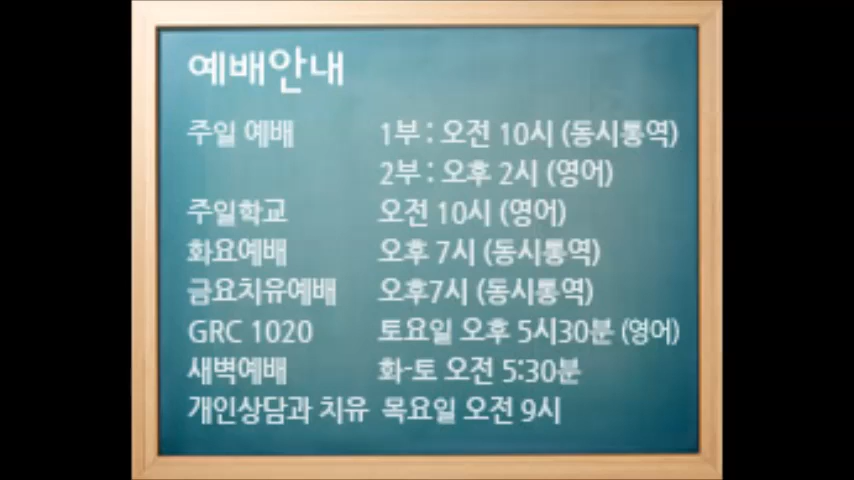 예배안내
주일 예배 1부 : 오전 10시 (동시통역)
2부 : 오후 2시 (영어)
주일학교 오전 10시 (영어)
화요예배 오후 7시 (동시통역)
금요치유예배 오후7시 (동시통역)
GRC 1020 토요일 오후 5시30분 (영어)
새벽예배 화-토 오전 5:30분
개인상담과 치유 목요일 오전 9시